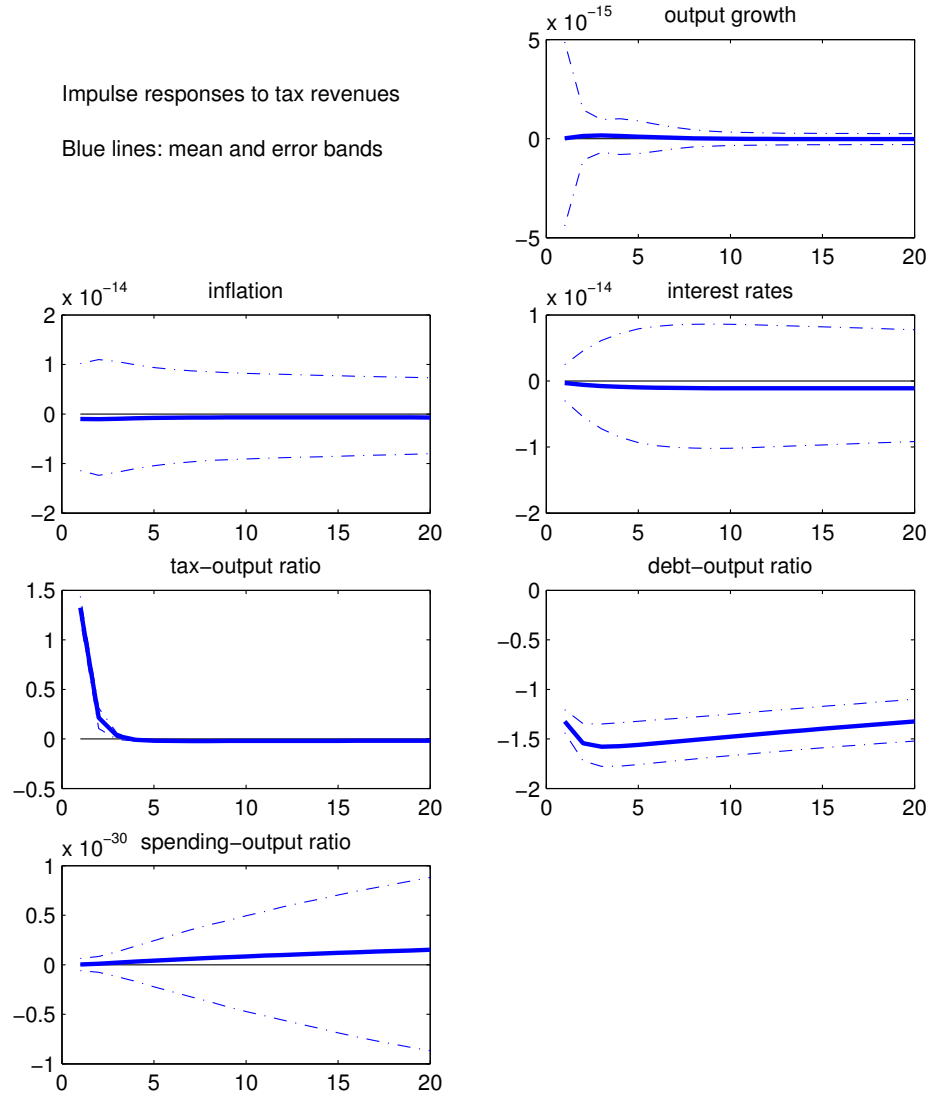 x 10^−15 output growth
Impulse responses to tax revenues
Blue lines: mean and error bands
5
0
−5
0 5 10 15 20
x 10^−14 inflation
2
1
0
−1
−2
0 5 10 15 20
x 10^−14 interest rates
1
0
−1
−2
0 5 10 15 20
tax−output ratio
1.5
1
0.5
0
−0.5
0 5 10 15 20
debt−output ratio
0
−0.5
−1
−1.5
−2
0 5 10 15 20
x 10^−30 spending−output ratio
1
0.5
0
−0.5
−1
0 5 10 15 20